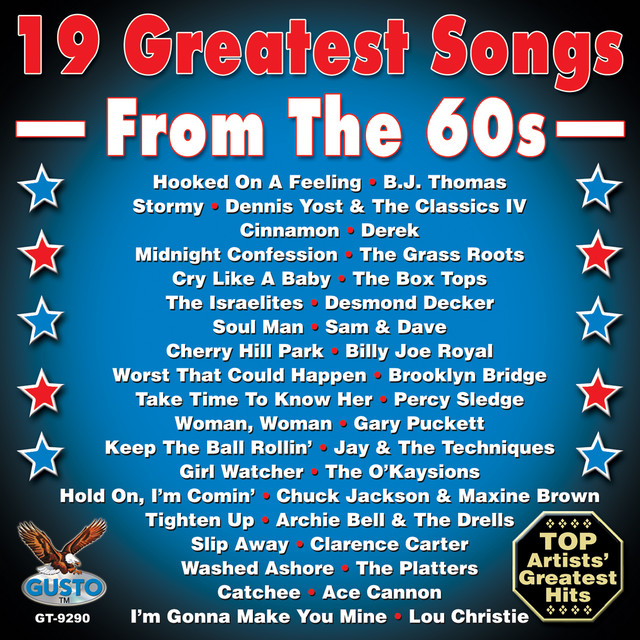 19 Greatest Songs
From The 60s
Hooked On A Feeling • B.J. Thomas
Stormy • Dennis Yost & The Classics IV
Cinnamon • Derek
Midnight Confession • The Grass Roots
Cry Like A Baby • The Box Tops
The Israelites • Desmond Decker
Soul Man • Sam & Dave
Cherry Hill Park • Billy Joe Royal
Worst That Could Happen • Brooklyn Bridge
Take Time To Know Her • Percy Sledge
Woman, Woman • Gary Puckett
Keep The Ball Rollin' • Jay & The Techniques
Girl Watcher • The O'Kaysions
Hold On, I'm Comin' • Chuck Jackson & Maxine Brown
Tighten Up • Archie Bell & The Drells
Slip Away • Clarence Carter
Washed Ashore • The Platters
Catchee • Ace Cannon
I'm Gonna Make You Mine • Lou Christie
GUSTO
TM
GT-9290
TOP
Artists'
Greatest
Hits